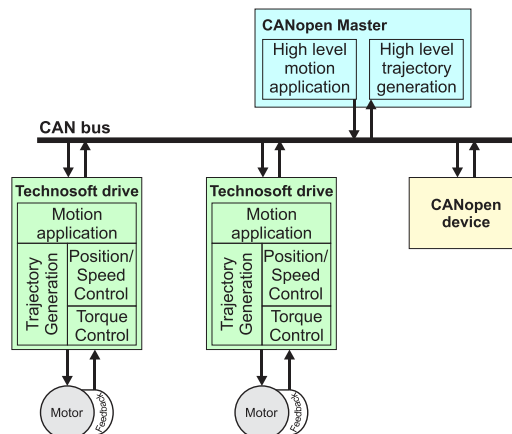 CANopen Master
High level
motion
application
High level
trajectory
generation
CAN bus
Technosoft drive
Motion
application
Trajectory
Generation
Position/
Speed
Control
Torque
Control
Motor
Feedback
Technosoft drive
Motion
application
Trajectory
Generation
Position/
Speed
Control
Torque
Control
Motor
Feedback
CANopen
device